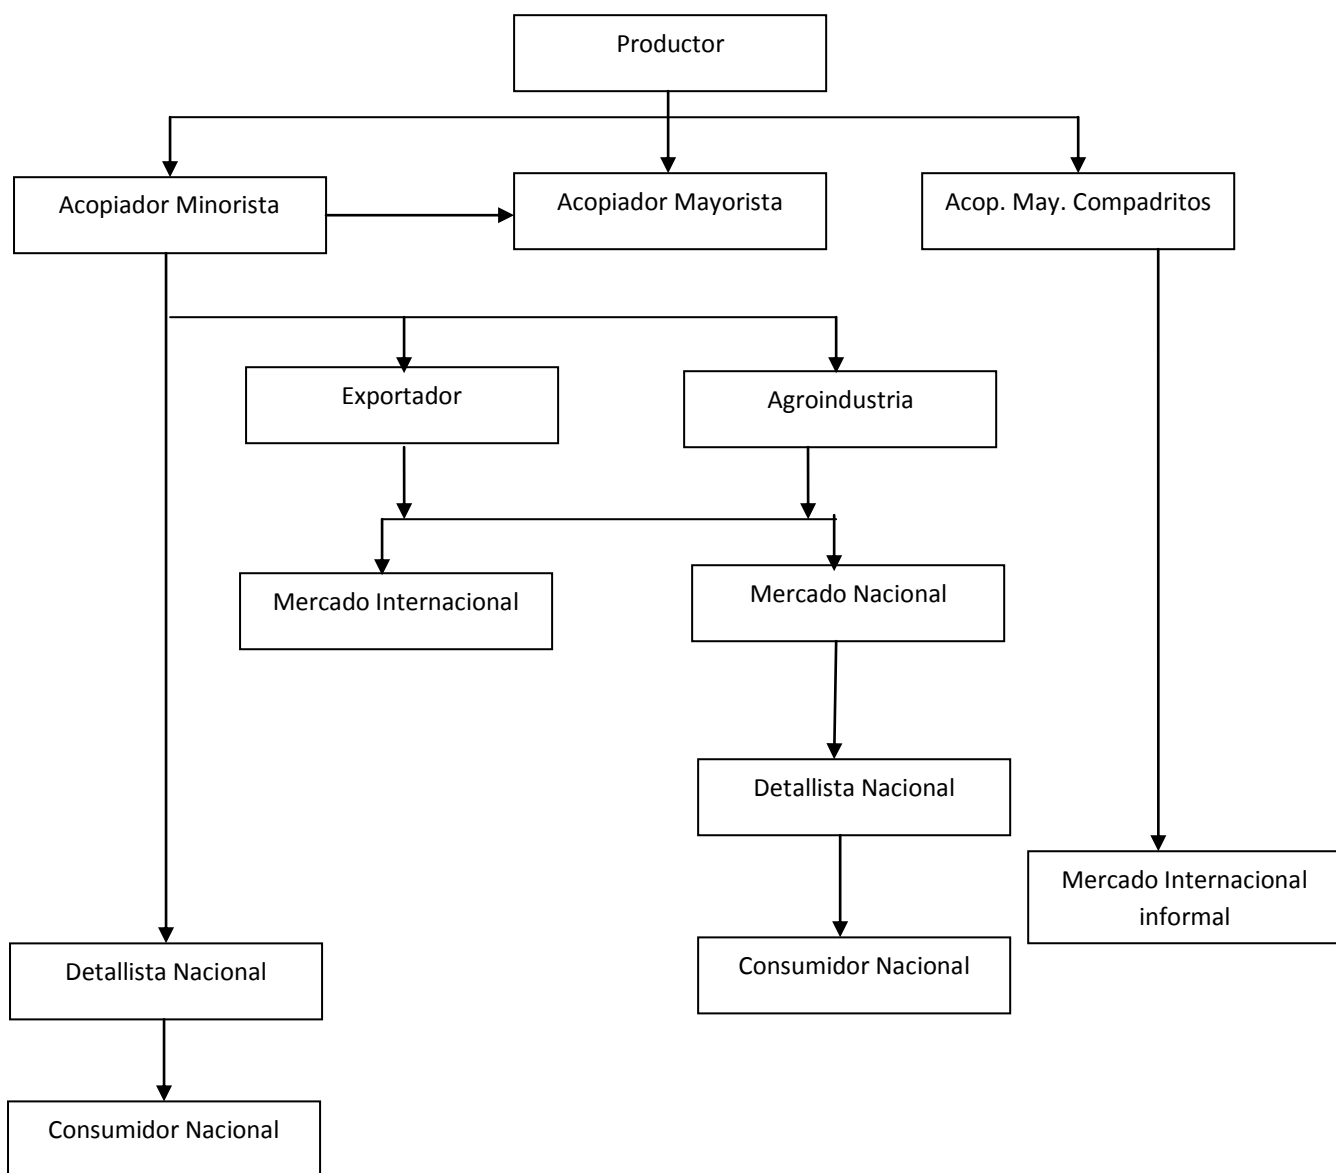 Productor
Acopiador Minorista
Acopiador Mayorista
Acop. May. Compadritos
Exportador
Agroindustria
Mercado Internacional
Mercado Nacional
Detallista Nacional
Mercado Internacional
informal
Consumidor Nacional
Detallista Nacional
Consumidor Nacional